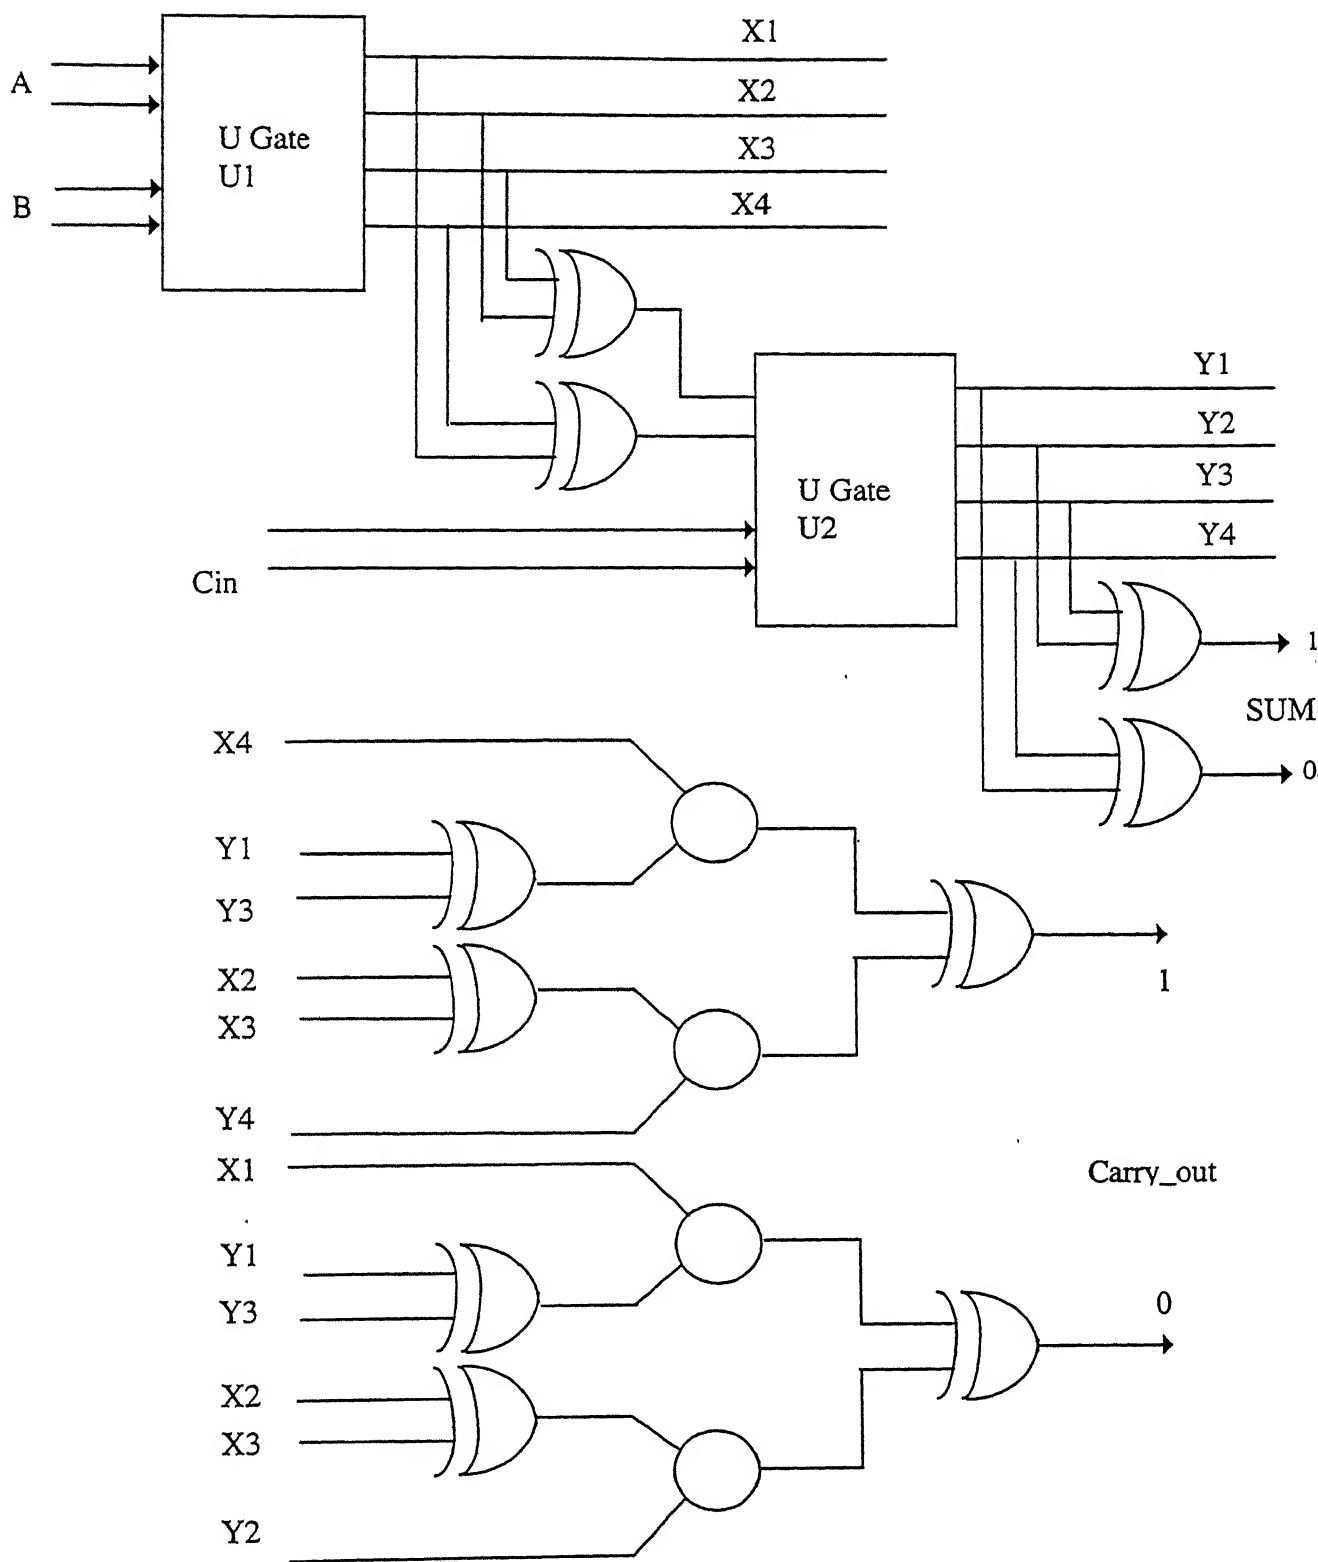 X1
X2
X3
X4
A
B
U Gate
U1
Y1
Y2
Y3
Y4
U Gate
U2
Cin
1
SUM
0
X4
Y1
Y3
X2
X3
Y4
1
X1
Carry_out
Y1
Y3
0
X2
X3
Y2